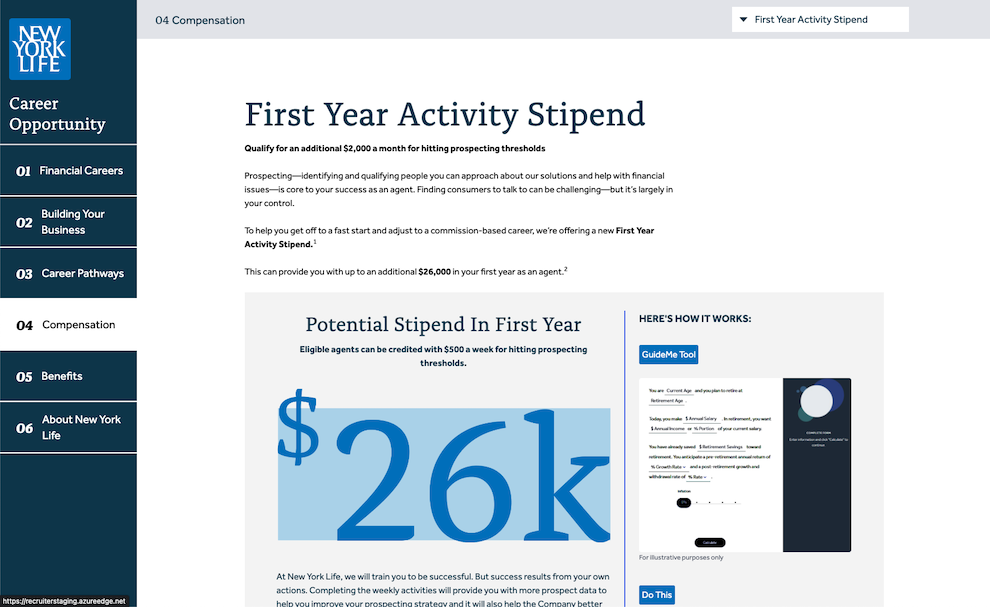 NEW
YORK
LIFE
Career
Opportunity
01 Financial Careers
02 Building Your
Business
03 Career Pathways
04 Compensation
05 Benefits
06 About New York
Life
https://recruiterstaging.azureedge.net
04 Compensation
First Year Activity Stipend
First Year Activity Stipend
Qualify for an additional $2,000 a month for hitting prospecting thresholds
Prospecting—identifying and qualifying people you can approach about our solutions and help with financial
issues—is core to your success as an agent. Finding consumers to talk to can be challenging—but it's largely in
your control.
To help you get off to a fast start and adjust to a commission-based career, we're offering a new First Year
Activity Stipend.1
This can provide you with up to an additional $26,000 in your first year as an agent.2
Potential Stipend In First Year
Eligible agents can be credited with $500 a week for hitting prospecting
thresholds.
$26k
At New York Life, we will train you to be successful. But success results from your own
actions. Completing the weekly activities will provide you with more prospect data to
help you improve your prospecting strategy and it will also help the Company better
HERE'S HOW IT WORKS:
GuideMe Tool
You are Current Age and you plan to retire at
Retirement Age .
Today, you make $ Annual Salary . In retirement, you want
$ Annual Income or % Portion of your current salary.
You have already saved $ Retirement Savings toward
retirement. You anticipate a pre-retirement annual return of
% Growth Rate and a post-retirement growth and
withdrawal rate of % Rate .
Calculate
COMPLETE FORM
Enter information and click "Calculate" to
continue.
For illustrative purposes only
Do This